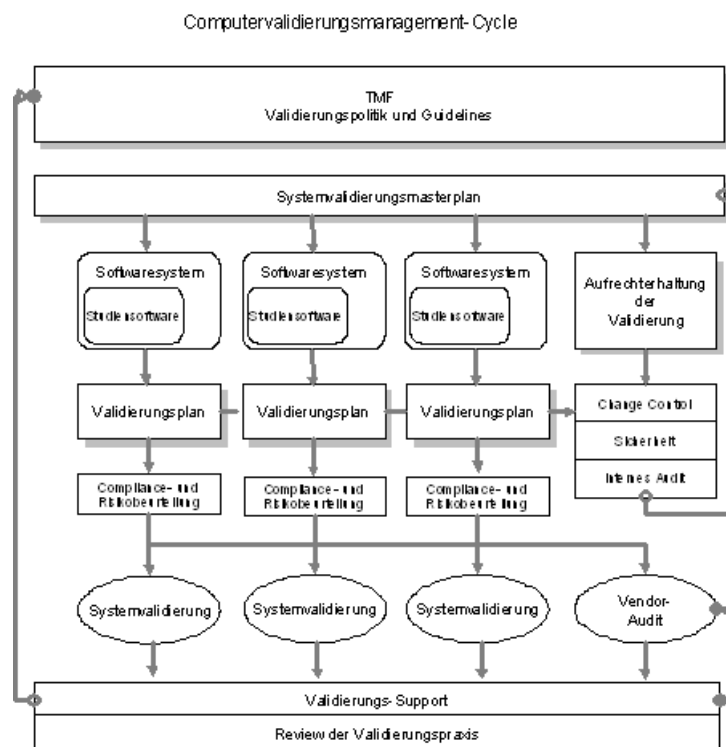 Computervalidierungsmanagement-Cycle
TMF
Validierungspolitik und Guidelines
Systemvalidierungsmasterplan
Softwaresystem
Studiensoftware
Softwaresystem
Studiensoftware
Softwaresystem
Studiensoftware
Aufrechterhaltung
der
Validierung
Validierungsplan
Validierungsplan
Validierungsplan
Change Control
Sicherheit
Internes Audit
Compliance- und
Risikobeurteilung
Compliance- und
Risikobeurteilung
Compliance- und
Risikobeurteilung
Systemvalidierung
Systemvalidierung
Systemvalidierung
Vendor-
Audit
Validierungs-Support
Review der Validierungspraxis